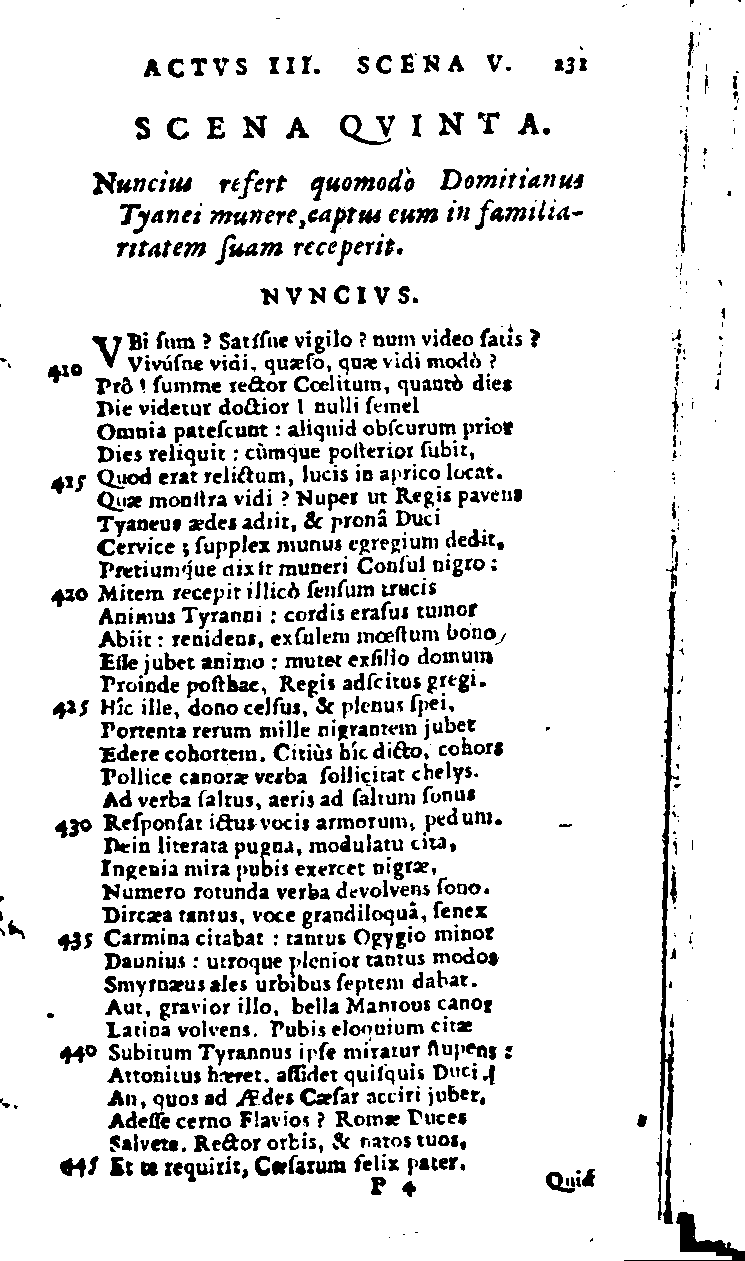 ACTVS III. SCENA V. 231
SCENA QVINTA.
Nuncius refert quomodò Domitianus
Tyanei munere, captus eum in familia-
ritatem ſuam receperit.
NVNCIVS.
VBi ſum ? Satiſne vigilo ? num video ſatìs ?
410 Vivúſne vidi, quæſo, quæ vidi modò ?
Prô ! ſumme rector Cœlitum, quantò dies
Die videtur doctior ! nulli ſemel
Omnia pateſcunt : aliquid obſcurum prior
Dies reliquit : cùmque poſterior ſubit,
415 Quod erat relictum, lucis in aprico locat.
Quæ monſtra vidi ? Nuper ut Regis pavens
Tyaneus ædes adiit, & pronâ Duci
Cervice ; ſupplex munus egregium dedit,
Pretiumq́ue dixit muneri Conſul nigro :
420 Mitem recepit illicò ſenſum trucis
Animus Tyranni : cordis eraſus tumor
Abiit : renidens, exſulem mœſtum bono
Eſſe jubet animo : mutet exſilio domum
Proinde poſthac, Regis adſcitus gregi.
425 Hîc ille, dono celſus, & plenus ſpei,
Portenta rerum mille nigrantem jubet
Edere cohortem. Citiùs hîc dicto, cohors
Pollice canoræ verba ſollicitat chelys.
Ad verba ſaltus, aeris ad ſaltum ſonus
430 Reſponſat ictus vocis armorum, pedum.
Dein literata pugna, modulatu cita,
Ingenia mira pubis exercet nigræ,
Numero rotunda verba devolvens ſono.
Dircæa tantus, voce grandiloquâ, ſenex
435 Carmina citabat : tantus Ogygio minor
Daunius : utroque plenior tantus modos
Smyrnæus ales urbibus ſeptem dabat.
Aut, gravior illo, bella Mantous canor
Latina volvens. Pubis eloquium citæ
440 Subitum Tyrannus ipſe miratur ſtupens :
Attonitus hæret, aſſidet quiſquis Duci.
An, quos ad Ædes Cæſar acciri jubet,
Adeſſe cerno Flavios ? Romæ Duces
Salvete. Rector orbis, & natos tuos,
445 Et te requirit, Cæſarum felix pater.
P 4 Quid